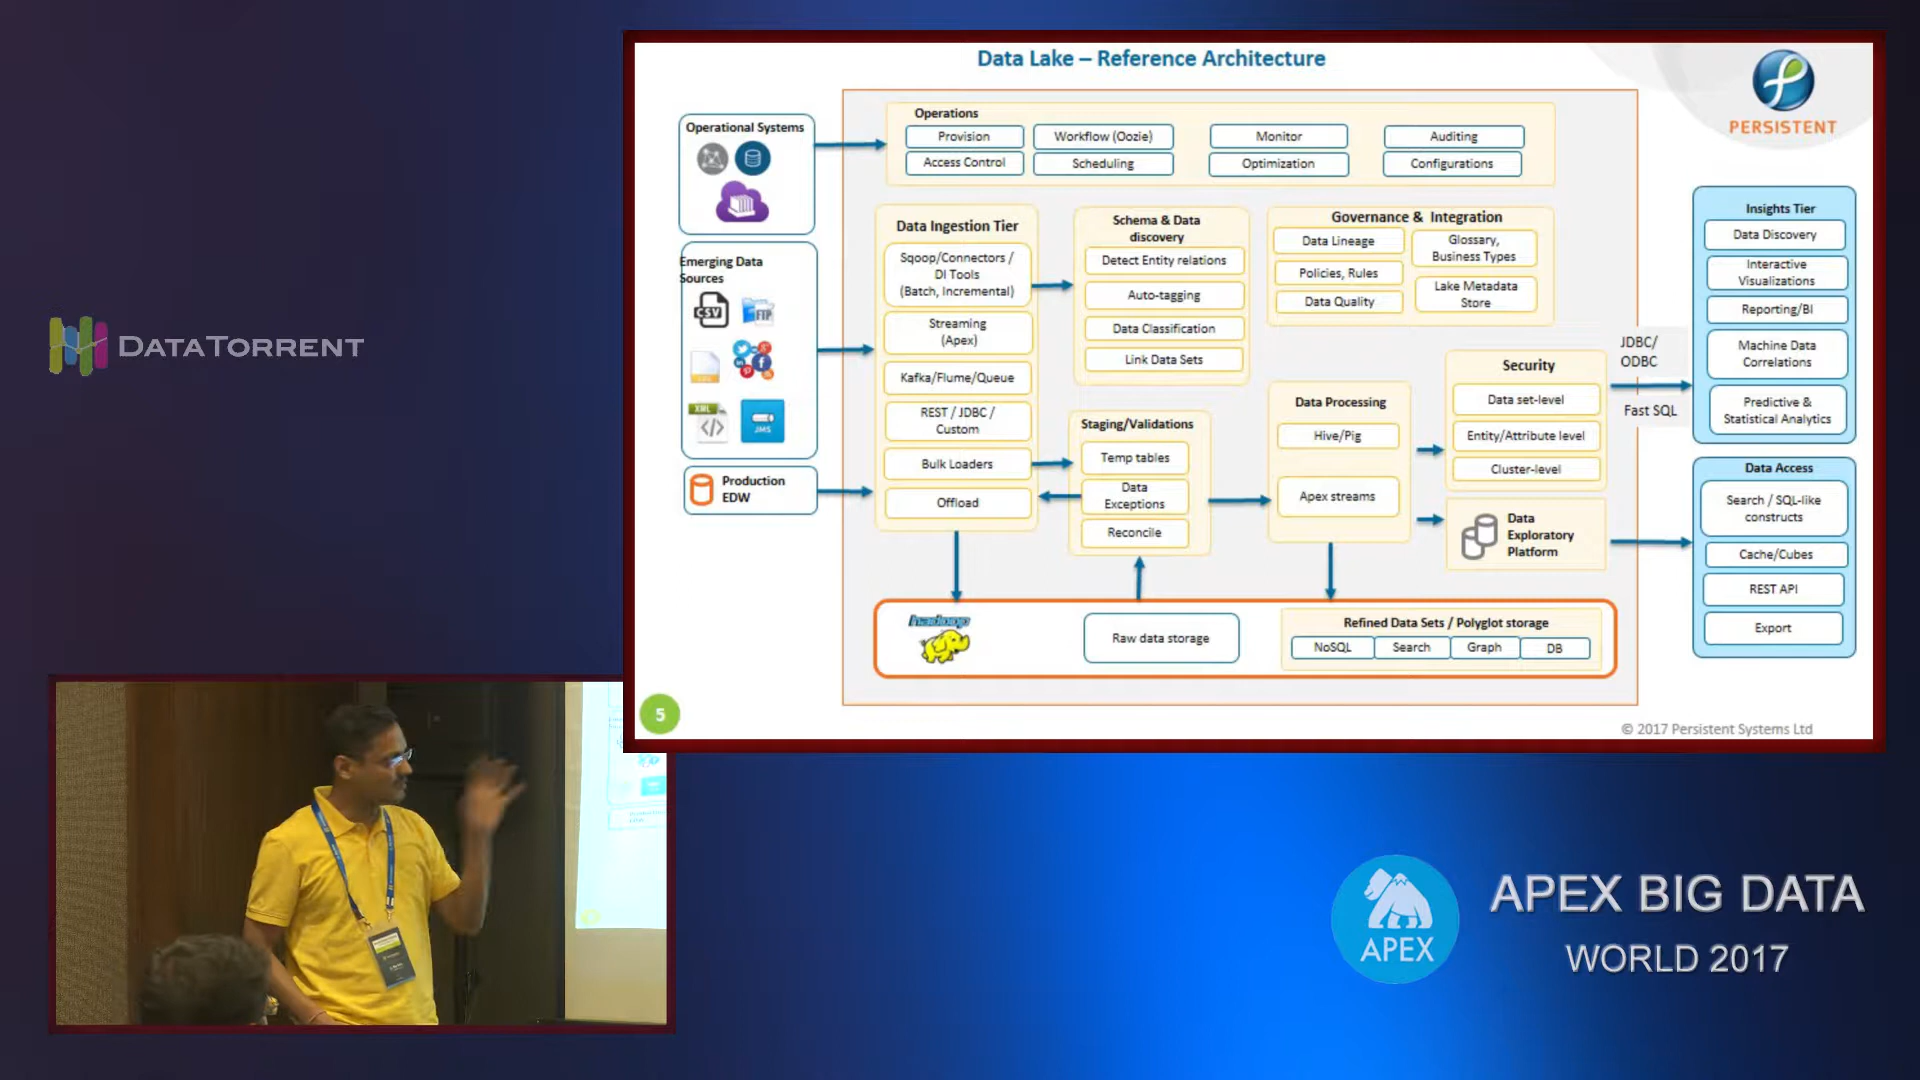 Data Lake – Reference Architecture
PERSISTENT
Operational Systems
Emerging Data
Sources
CSV
FTP
XML
JMS
Production
EDW
Operations
Provision
Workflow (Oozie)
Monitor
Auditing
Access Control
Scheduling
Optimization
Configurations
Data Ingestion Tier
Sqoop/Connectors /
DI Tools
(Batch, Incremental)
Streaming
(Apex)
Kafka/Flume/Queue
REST / JDBC /
Custom
Bulk Loaders
Offload
Schema & Data
discovery
Detect Entity relations
Auto-tagging
Data Classification
Link Data Sets
Governance & Integration
Data Lineage
Glossary,
Business Types
Policies, Rules
Data Quality
Lake Metadata
Store
Staging/Validations
Temp tables
Data
Exceptions
Reconcile
Data Processing
Hive/Pig
Apex streams
Security
Data set-level
Entity/Attribute level
Cluster-level
Data
Exploratory
Platform
JDBC/
ODBC
Fast SQL
Insights Tier
Data Discovery
Interactive
Visualizations
Reporting/BI
Machine Data
Correlations
Predictive &
Statistical Analytics
Data Access
Search / SQL-like
constructs
Cache/Cubes
REST API
Export
hadoop
Raw data storage
Refined Data Sets / Polyglot storage
NoSQL
Search
Graph
DB
5
© 2017 Persistent Systems Ltd
DATATORRENT
APEX
APEX BIG DATA
WORLD 2017